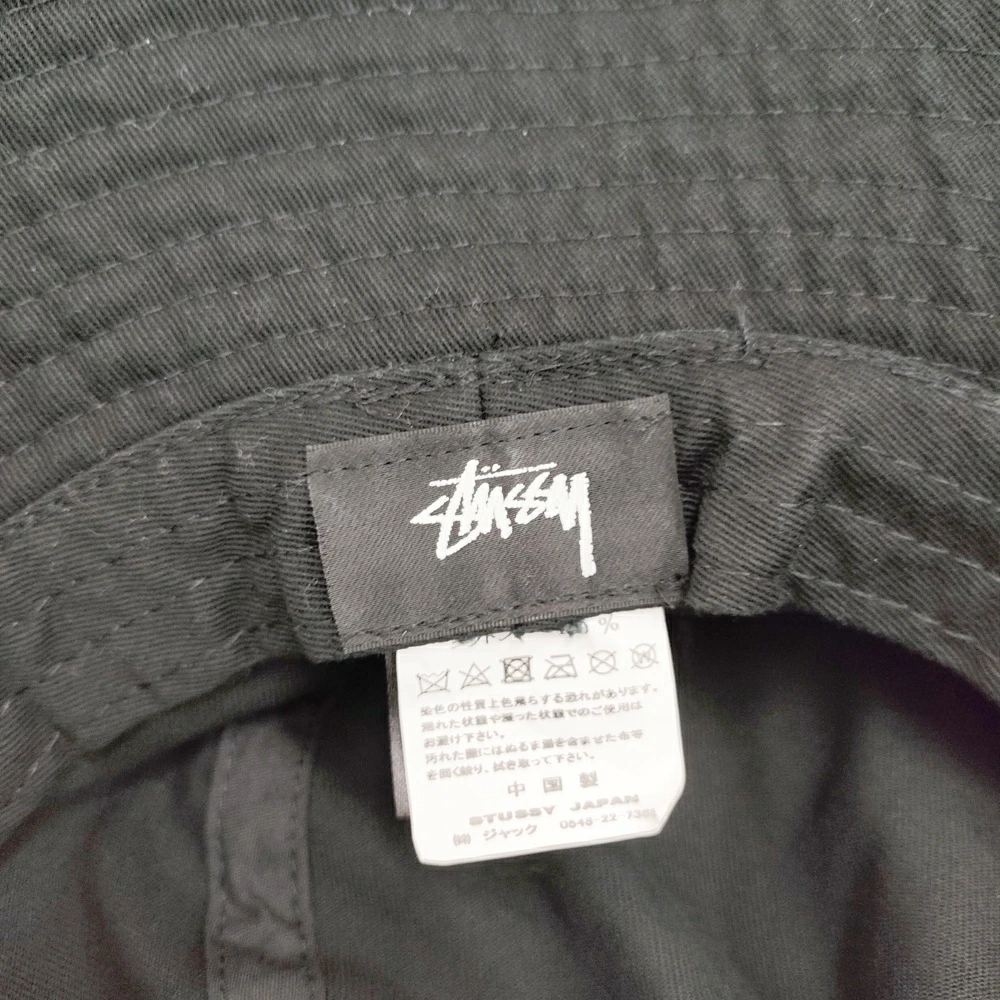 Stüssy
染色の性質上色落ちする恐れがあります。
濡れた状態や湿った状態でのご使用は
お避け下さい。
汚れた際にはぬるま湯を含ませた布等
を固く絞り、拭き取って下さい。
中国製
STUSSY JAPAN
㈱ ジャック